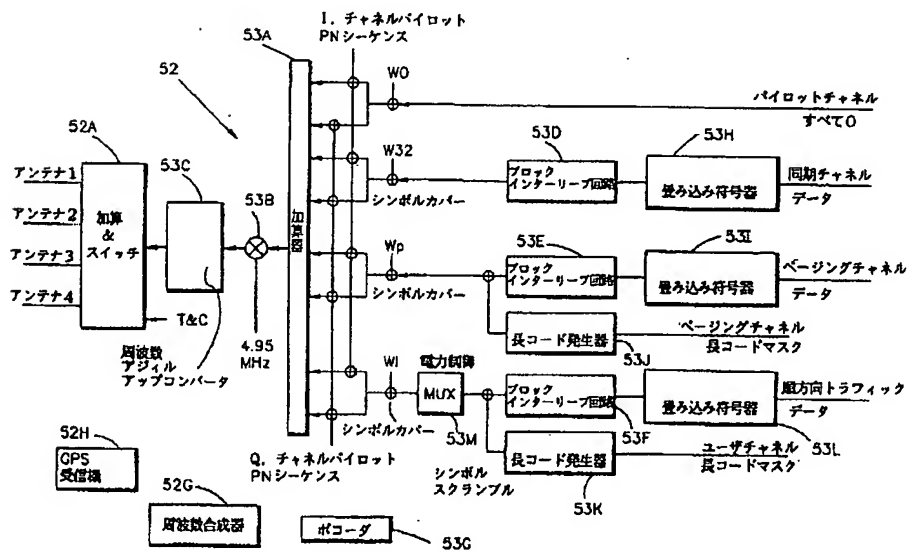 I. チャネルパイロット
PNシーケンス
53A
52
W0
パイロットチャネル
すべて0
52A
53C
53B
アンテナ1
アンテナ2
アンテナ3
アンテナ4
加算
&
スイッチ
T&C
周波数
アジィル
アップコンバータ
4.95
MHz
加算器
W32
シンボルカバー
53D
ブロック
インターリーブ回路
53H
畳み込み符号器
同期チャネル
データ
Wp
シンボルカバー
53E
ブロック
インターリーブ回路
53I
畳み込み符号器
ページングチャネル
データ
長コード発生器
53J
ページングチャネル
長コードマスク
W1
シンボルカバー
電力制御
MUX
53M
ブロック
インターリーブ回路
53F
畳み込み符号器
53L
順方向トラフィック
データ
シンボル
スクランブル
長コード発生器
53K
ユーザチャネル
長コードマスク
Q. チャネルパイロット
PNシーケンス
52H
GPS
受信機
52G
周波数合成器
ボコーダ
53G